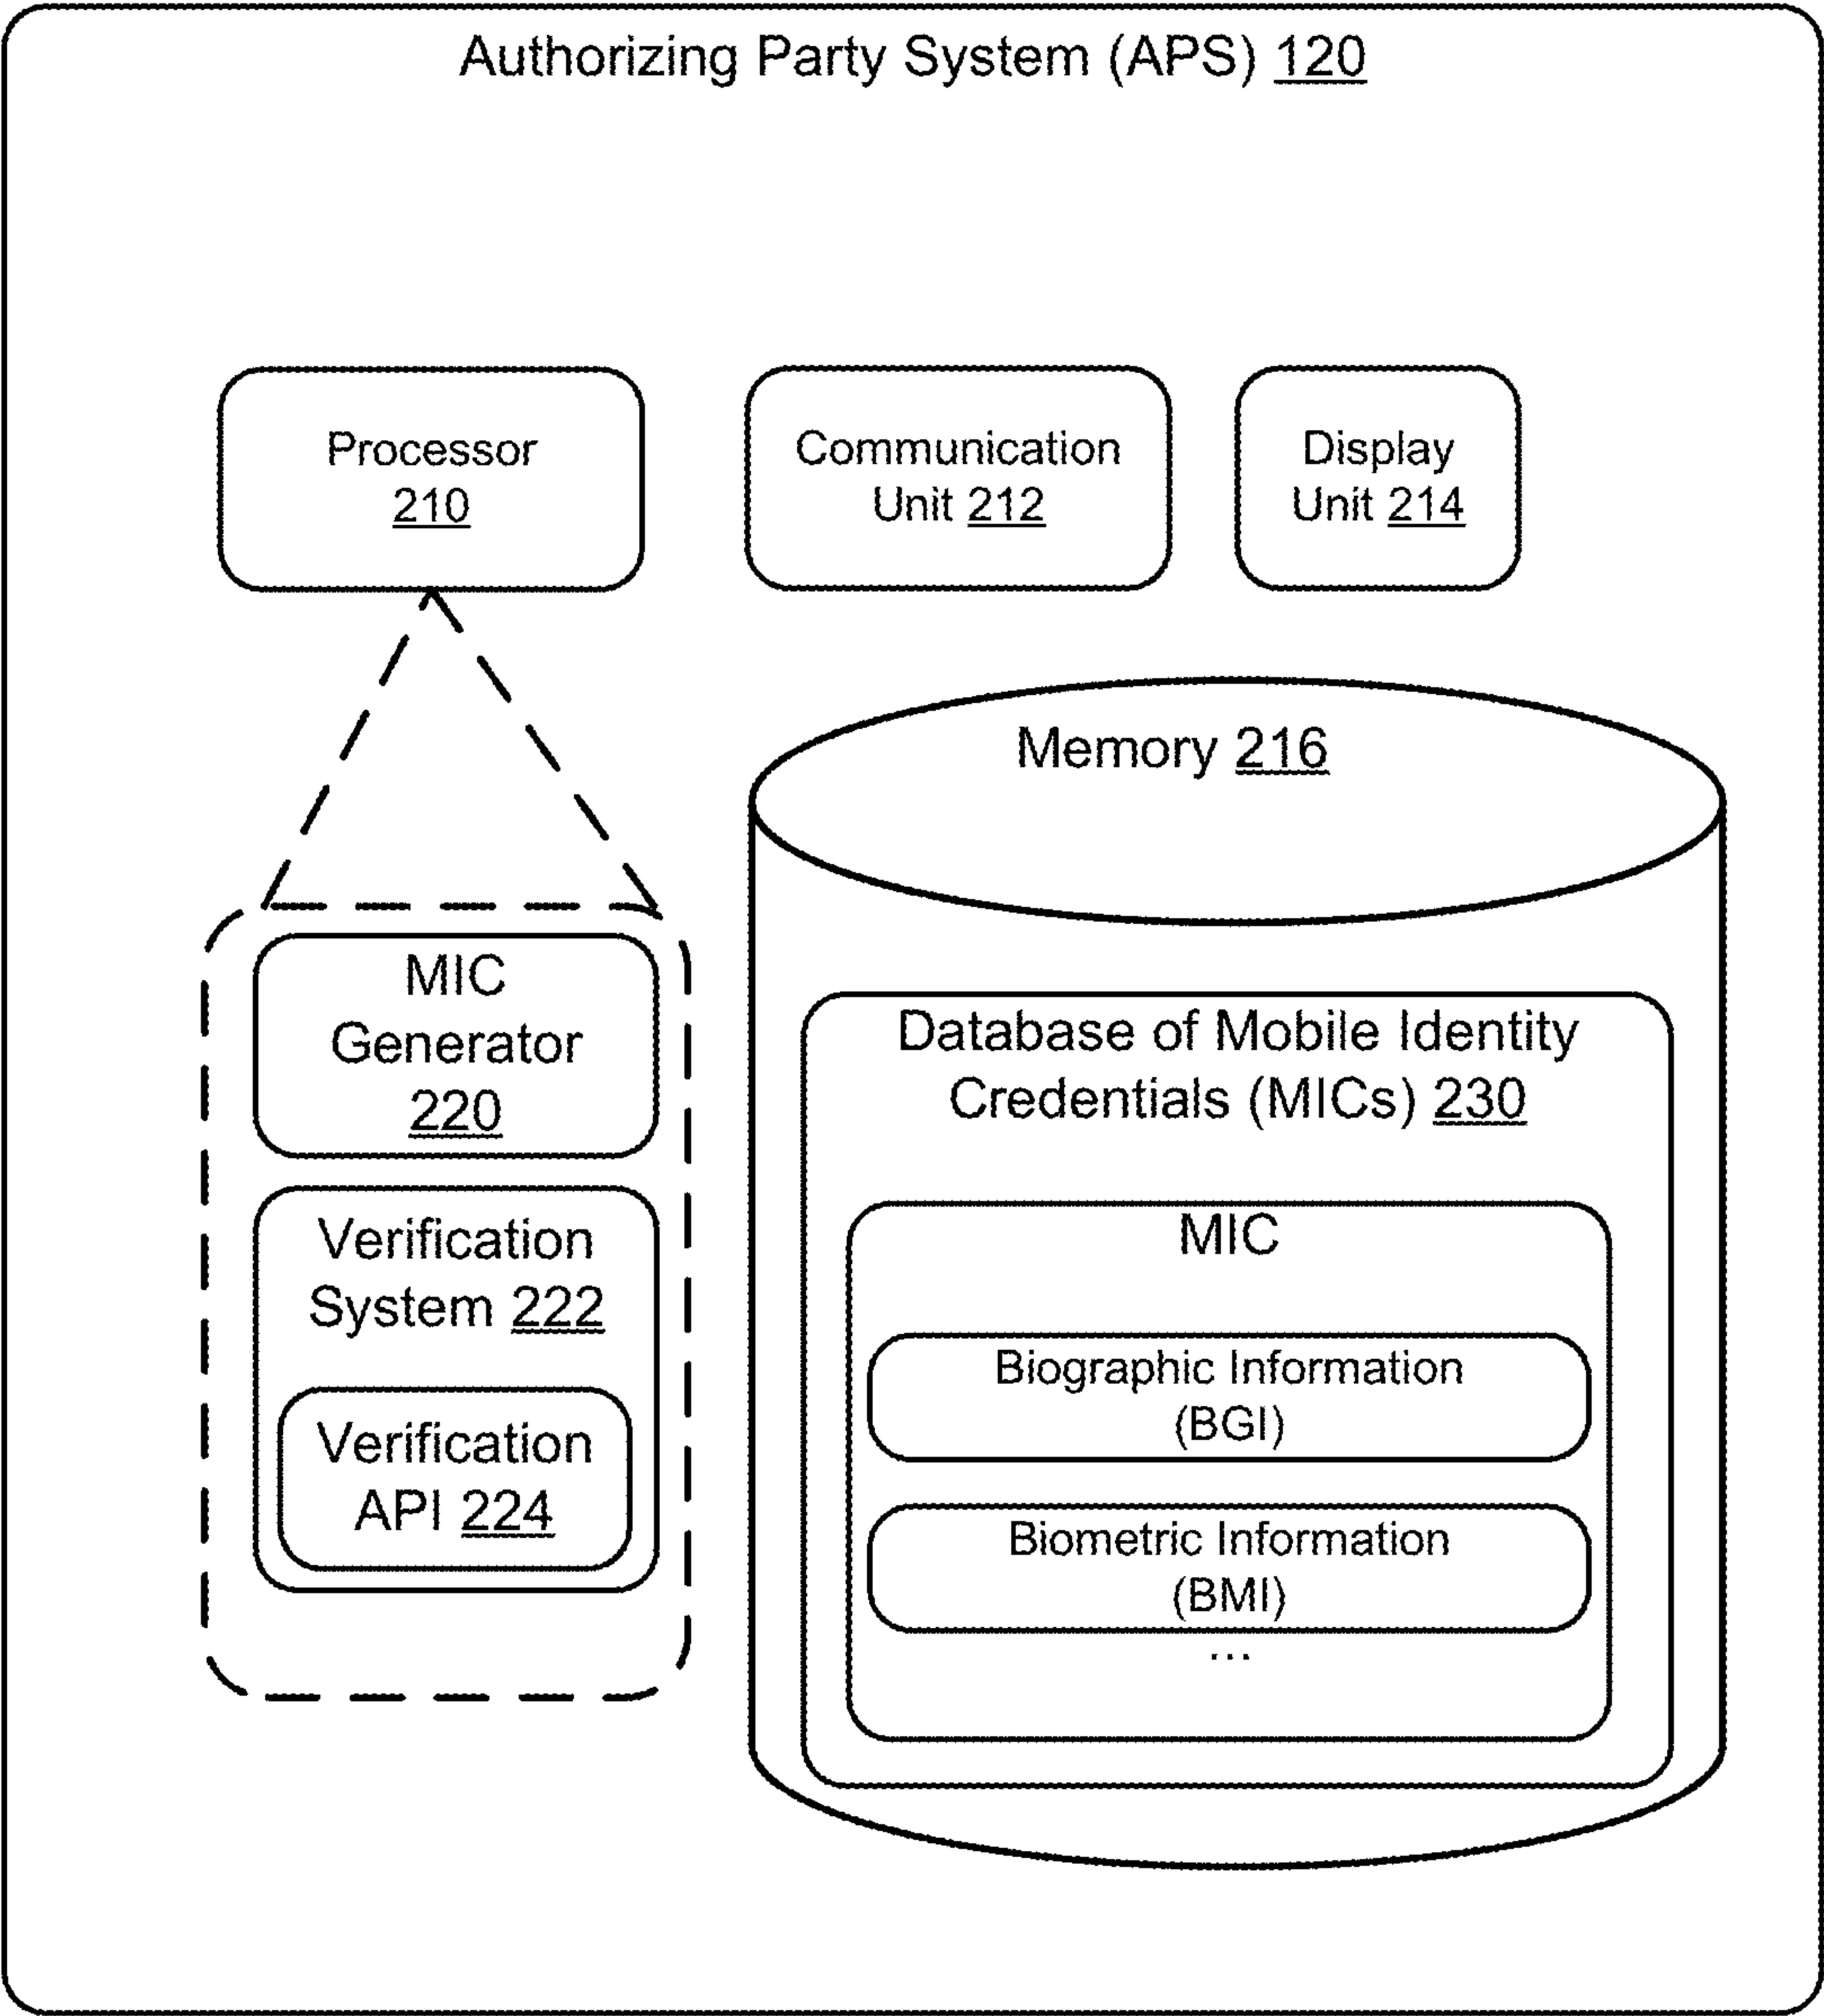 Authorizing Party System (APS) 120
Processor
210
Communication
Unit 212
Display
Unit 214
Memory 216
MIC
Generator
220
Verification
System 222
Verification
API 224
Database of Mobile Identity
Credentials (MICs) 230
MIC
Biographic Information
(BGI)
Biometric Information
(BMI)
...